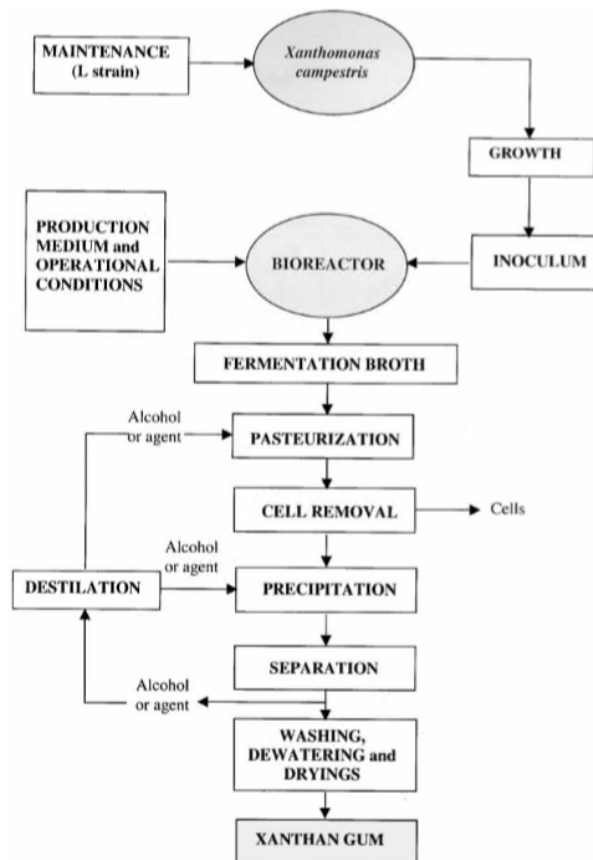 MAINTENANCE
(L strain)
Xanthomonas
campestris
GROWTH
PRODUCTION
MEDIUM and
OPERATIONAL
CONDITIONS
BIOREACTOR
INOCULUM
FERMENTATION BROTH
Alcohol
or agent
PASTEURIZATION
CELL REMOVAL
Cells
Alcohol
or agent
DESTILATION
PRECIPITATION
SEPARATION
Alcohol
or agent
WASHING,
DEWATERING and
DRYINGS
XANTHAN GUM